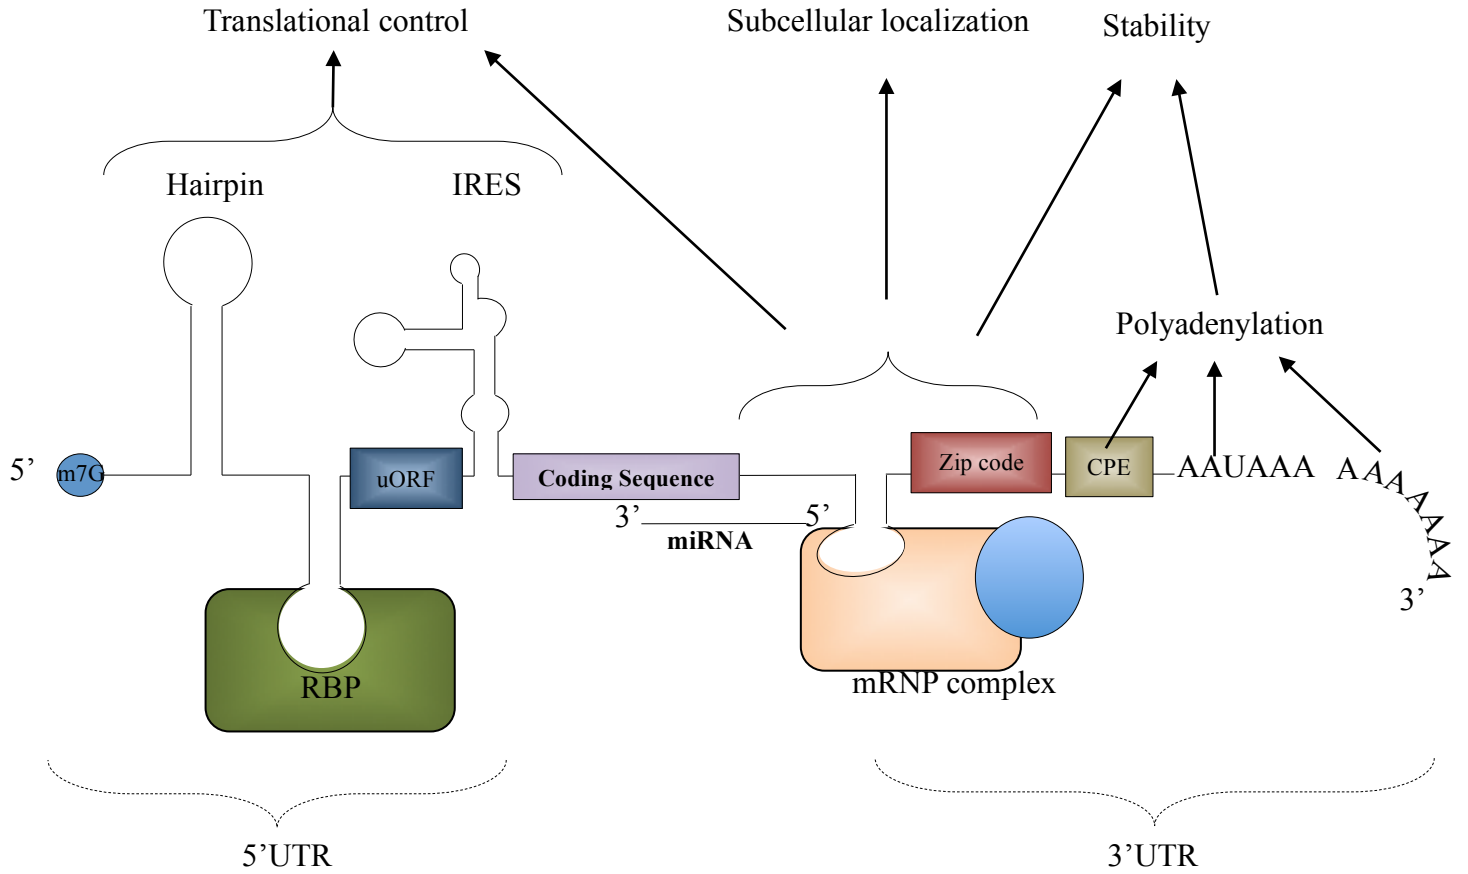 Translational control
Subcellular localization
Stability
Hairpin
IRES
Polyadenylation
5’
m7G
uORF
Coding Sequence
Zip code
CPE
AAUAAA
AAAAAAA
3’
3’
5’
miRNA
RBP
mRNP complex
5’UTR
3’UTR